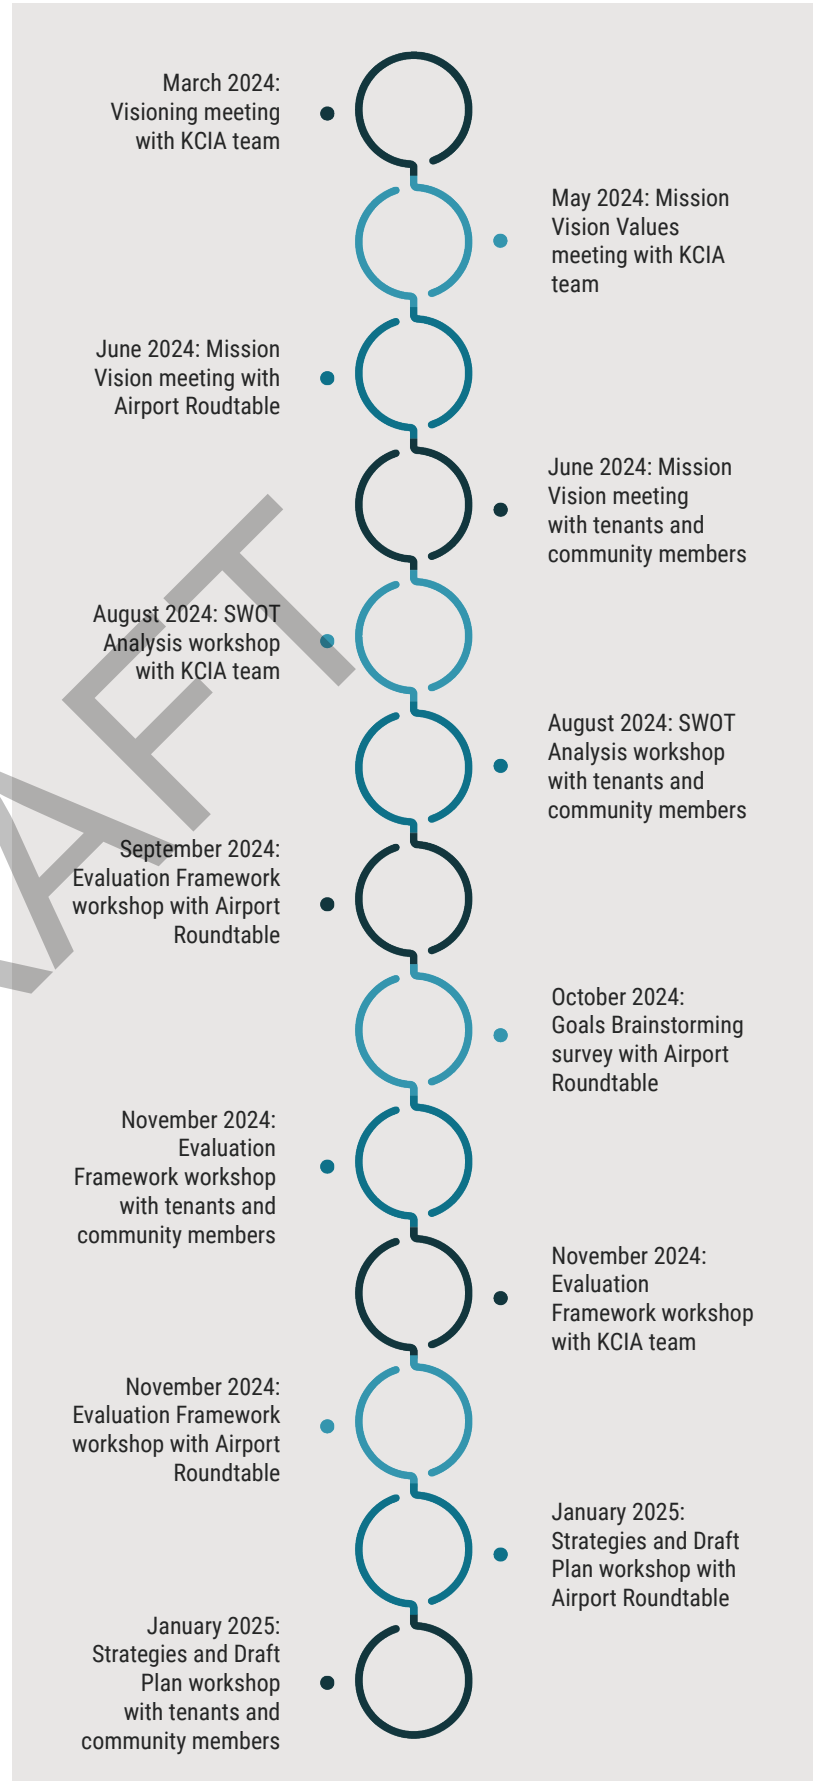 March 2024:
Visioning meeting
with KCIA team
May 2024: Mission
Vision Values
meeting with KCIA
team
June 2024: Mission
Vision meeting with
Airport Roudtable
June 2024: Mission
Vision meeting
with tenants and
community members
August 2024: SWOT
Analysis workshop
with KCIA team
August 2024: SWOT
Analysis workshop
with tenants and
community members
September 2024:
Evaluation Framework
workshop with Airport
Roundtable
October 2024:
Goals Brainstorming
survey with Airport
Roundtable
November 2024:
Evaluation
Framework workshop
with tenants and
community members
November 2024:
Evaluation
Framework workshop
with KCIA team
November 2024:
Evaluation Framework
workshop with Airport
Roundtable
January 2025:
Strategies and Draft
Plan workshop with
Airport Roundtable
January 2025:
Strategies and Draft
Plan workshop
with tenants and
community members